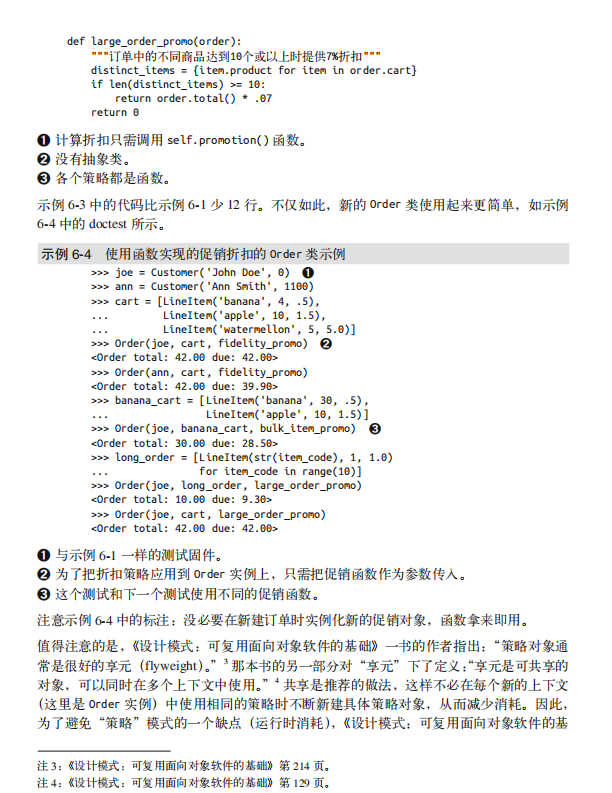 def large_order_promo(order):
    """订单中的不同商品达到10个或以上时提供7%折扣"""
    distinct_items = {item.product for item in order.cart}
    if len(distinct_items) >= 10:
        return order.total() * .07
    return 0
❶ 计算折扣只需调用 self.promotion() 函数。
❷ 没有抽象类。
❸ 各个策略都是函数。
示例 6-3 中的代码比示例 6-1 少 12 行。不仅如此，新的 Order 类使用起来更简单，如示例
6-4 中的 doctest 所示。
示例 6-4 使用函数实现的促销折扣的 Order 类示例
>>> joe = Customer('John Doe', 0) ❶
>>> ann = Customer('Ann Smith', 1100)
>>> cart = [LineItem('banana', 4, .5),
...         LineItem('apple', 10, 1.5),
...         LineItem('watermellon', 5, 5.0)]
>>> Order(joe, cart, fidelity_promo) ❷
<Order total: 42.00 due: 42.00>
>>> Order(ann, cart, fidelity_promo)
<Order total: 42.00 due: 39.90>
>>> banana_cart = [LineItem('banana', 30, .5),
...                LineItem('apple', 10, 1.5)]
>>> Order(joe, banana_cart, bulk_item_promo) ❸
<Order total: 30.00 due: 28.50>
>>> long_order = [LineItem(str(item_code), 1, 1.0)
...               for item_code in range(10)]
>>> Order(joe, long_order, large_order_promo)
<Order total: 10.00 due: 9.30>
>>> Order(joe, cart, large_order_promo)
<Order total: 42.00 due: 42.00>
❶ 与示例 6-1 一样的测试固件。
❷ 为了把折扣策略应用到 Order 实例上，只需把促销函数作为参数传入。
❸ 这个测试和下一个测试使用不同的促销函数。
注意示例 6-4 中的标注：没必要在新建订单时实例化新的促销对象，函数拿来即用。
值得注意的是，《设计模式：可复用面向对象软件的基础》一书的作者指出：“策略对象通
常是很好的享元（flyweight）。”3 那本书的另一部分对“享元”下了定义：“享元是可共享的
对象，可以同时在多个上下文中使用。”4 共享是推荐的做法，这样不必在每个新的上下文
（这里是 Order 实例）中使用相同的策略时不断新建具体策略对象，从而减少消耗。因此，
为了避免“策略”模式的一个缺点（运行时消耗），《设计模式：可复用面向对象软件的基
注 3：《设计模式：可复用面向对象软件的基础》第 214 页。
注 4：《设计模式：可复用面向对象软件的基础》第 129 页。